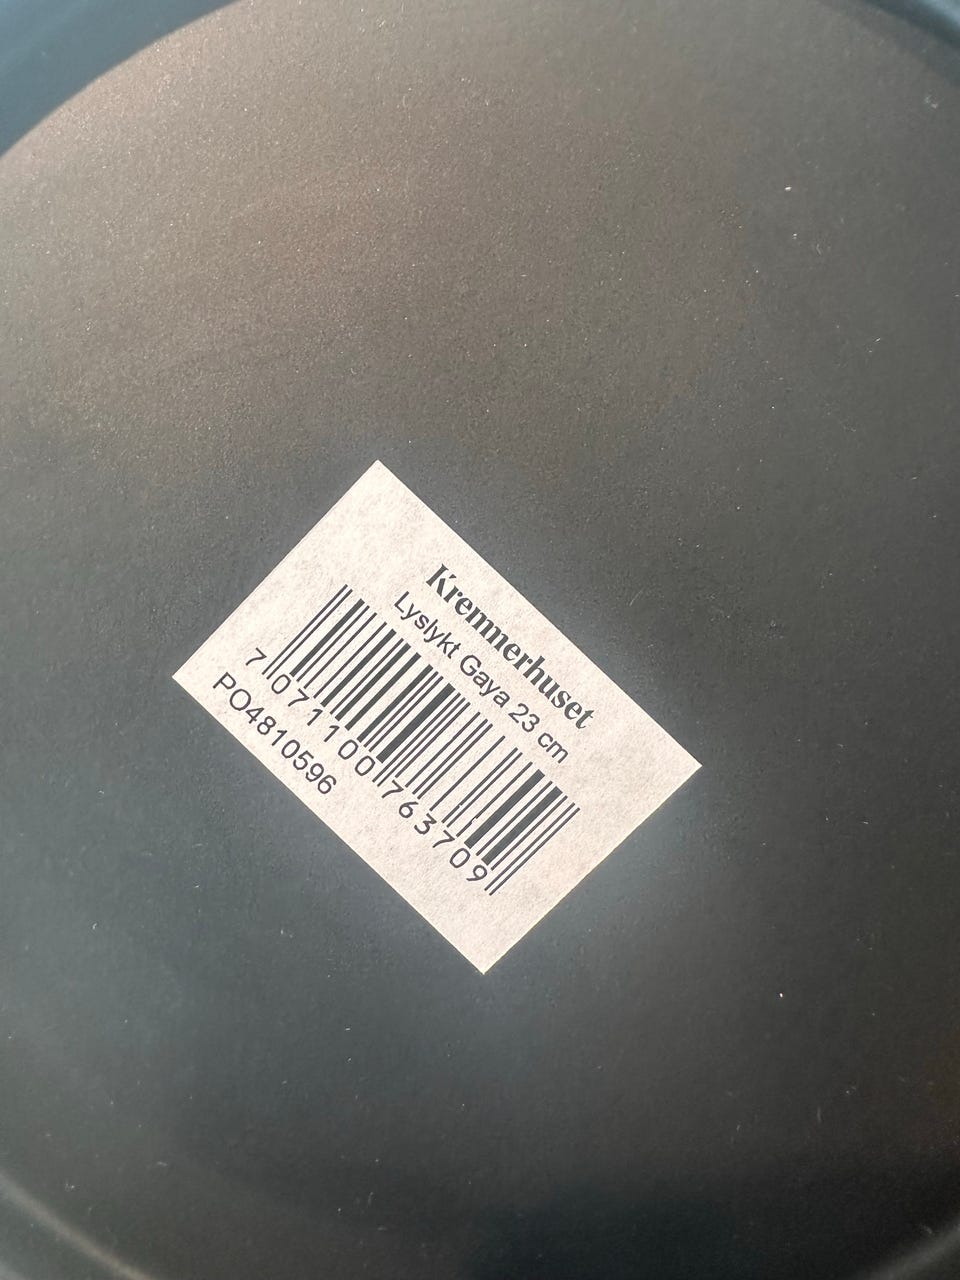 Kremmerhuset
Lyslykt Gaya 23 cm
7 071100 763709
PO4810596